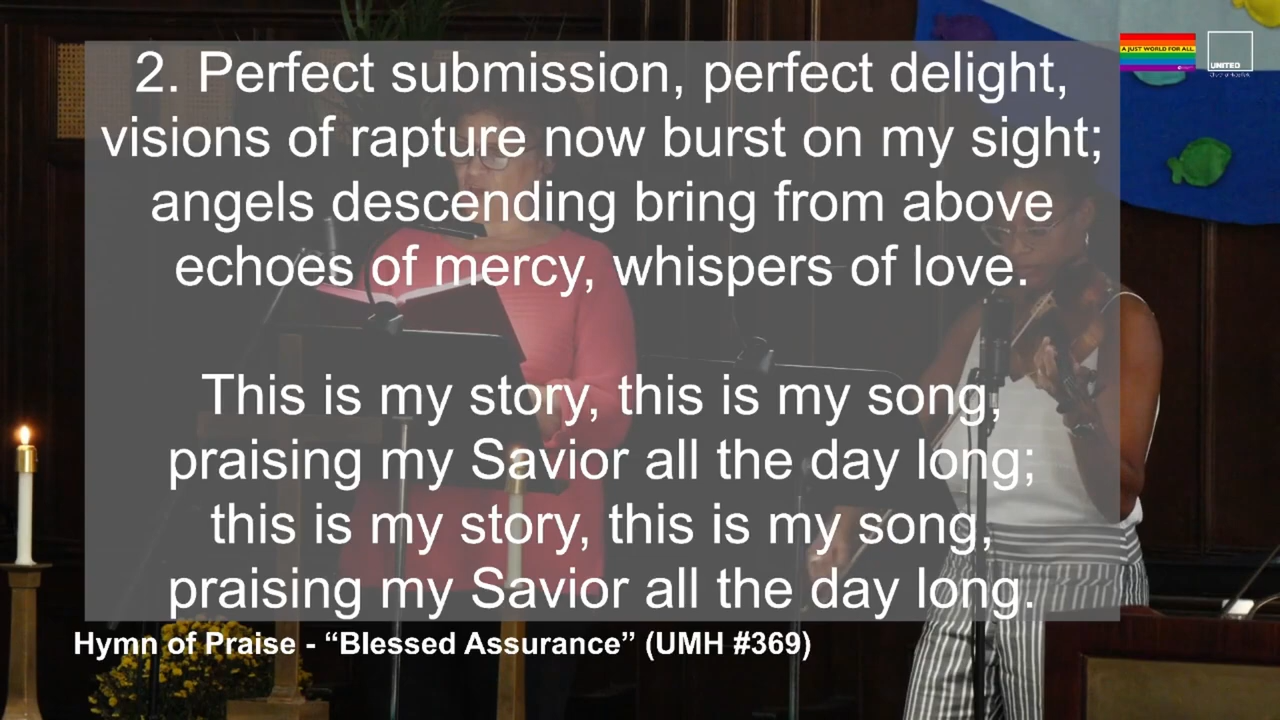 2. Perfect submission, perfect delight,
visions of rapture now burst on my sight;
angels descending bring from above
echoes of mercy, whispers of love.
This is my story, this is my song,
praising my Savior all the day long;
this is my story, this is my song,
praising my Savior all the day long.
Hymn of Praise - “Blessed Assurance” (UMH #369)
A JUST WORLD FOR ALL
UNITED